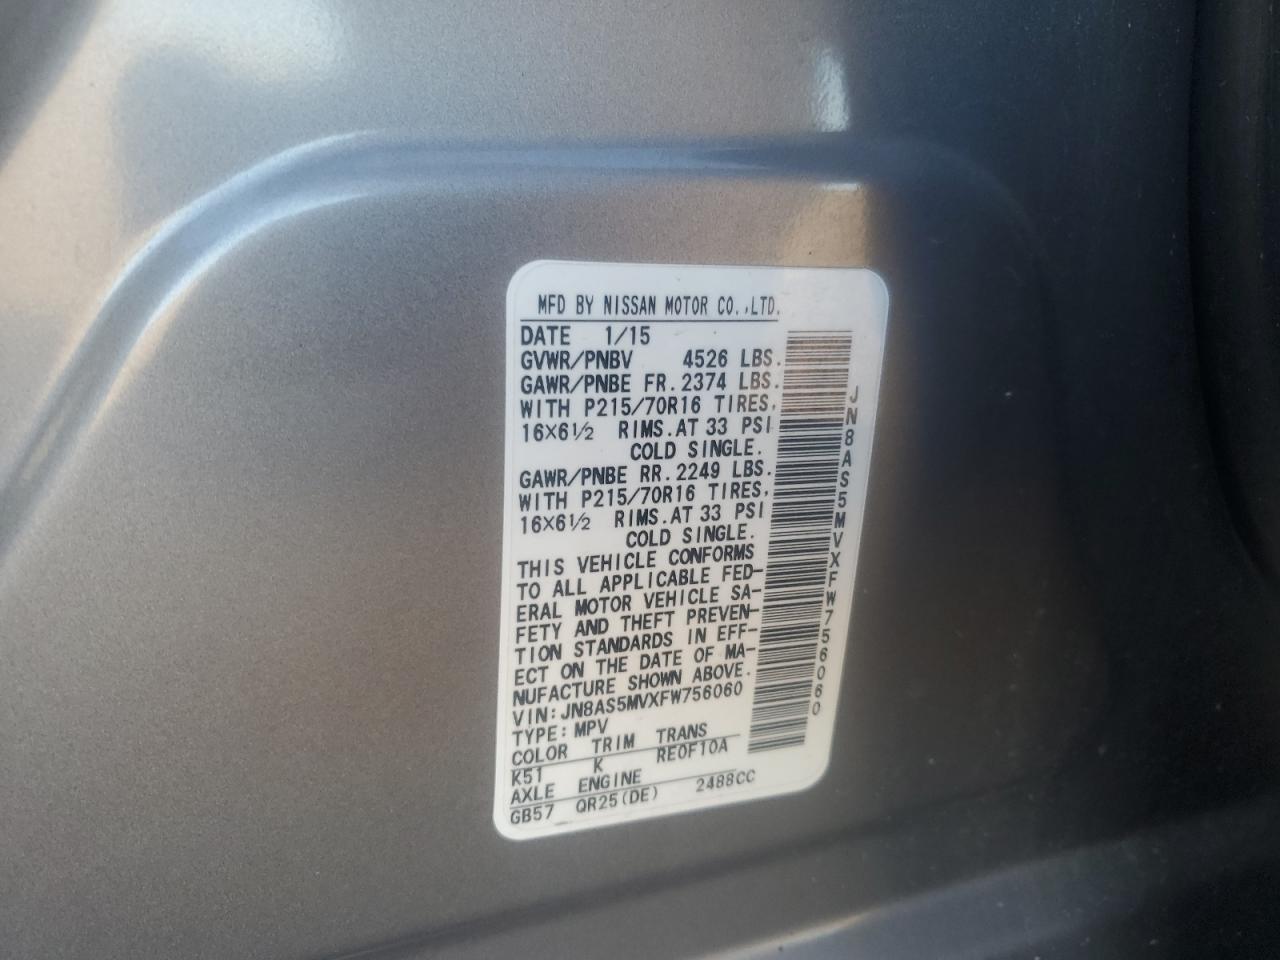 MFD BY NISSAN MOTOR CO.,LTD.
DATE 1/15
GVWR/PNBV 4526 LBS.
GAWR/PNBE FR.2374 LBS.
WITH P215/70R16 TIRES,
16X6½ RIMS.AT 33 PSI
COLD SINGLE.
GAWR/PNBE RR.2249 LBS.
WITH P215/70R16 TIRES,
16X6½ RIMS.AT 33 PSI
COLD SINGLE.
THIS VEHICLE CONFORMS
TO ALL APPLICABLE FED-
ERAL MOTOR VEHICLE SA-
FETY AND THEFT PREVEN-
TION STANDARDS IN EFF-
ECT ON THE DATE OF MA-
NUFACTURE SHOWN ABOVE.
VIN:JN8AS5MVXFW756060
TYPE:MPV
COLOR TRIM TRANS
K51 K RE0F10A
AXLE ENGINE
GB57 QR25(DE) 2488CC
JN8AS5MVXFW756060